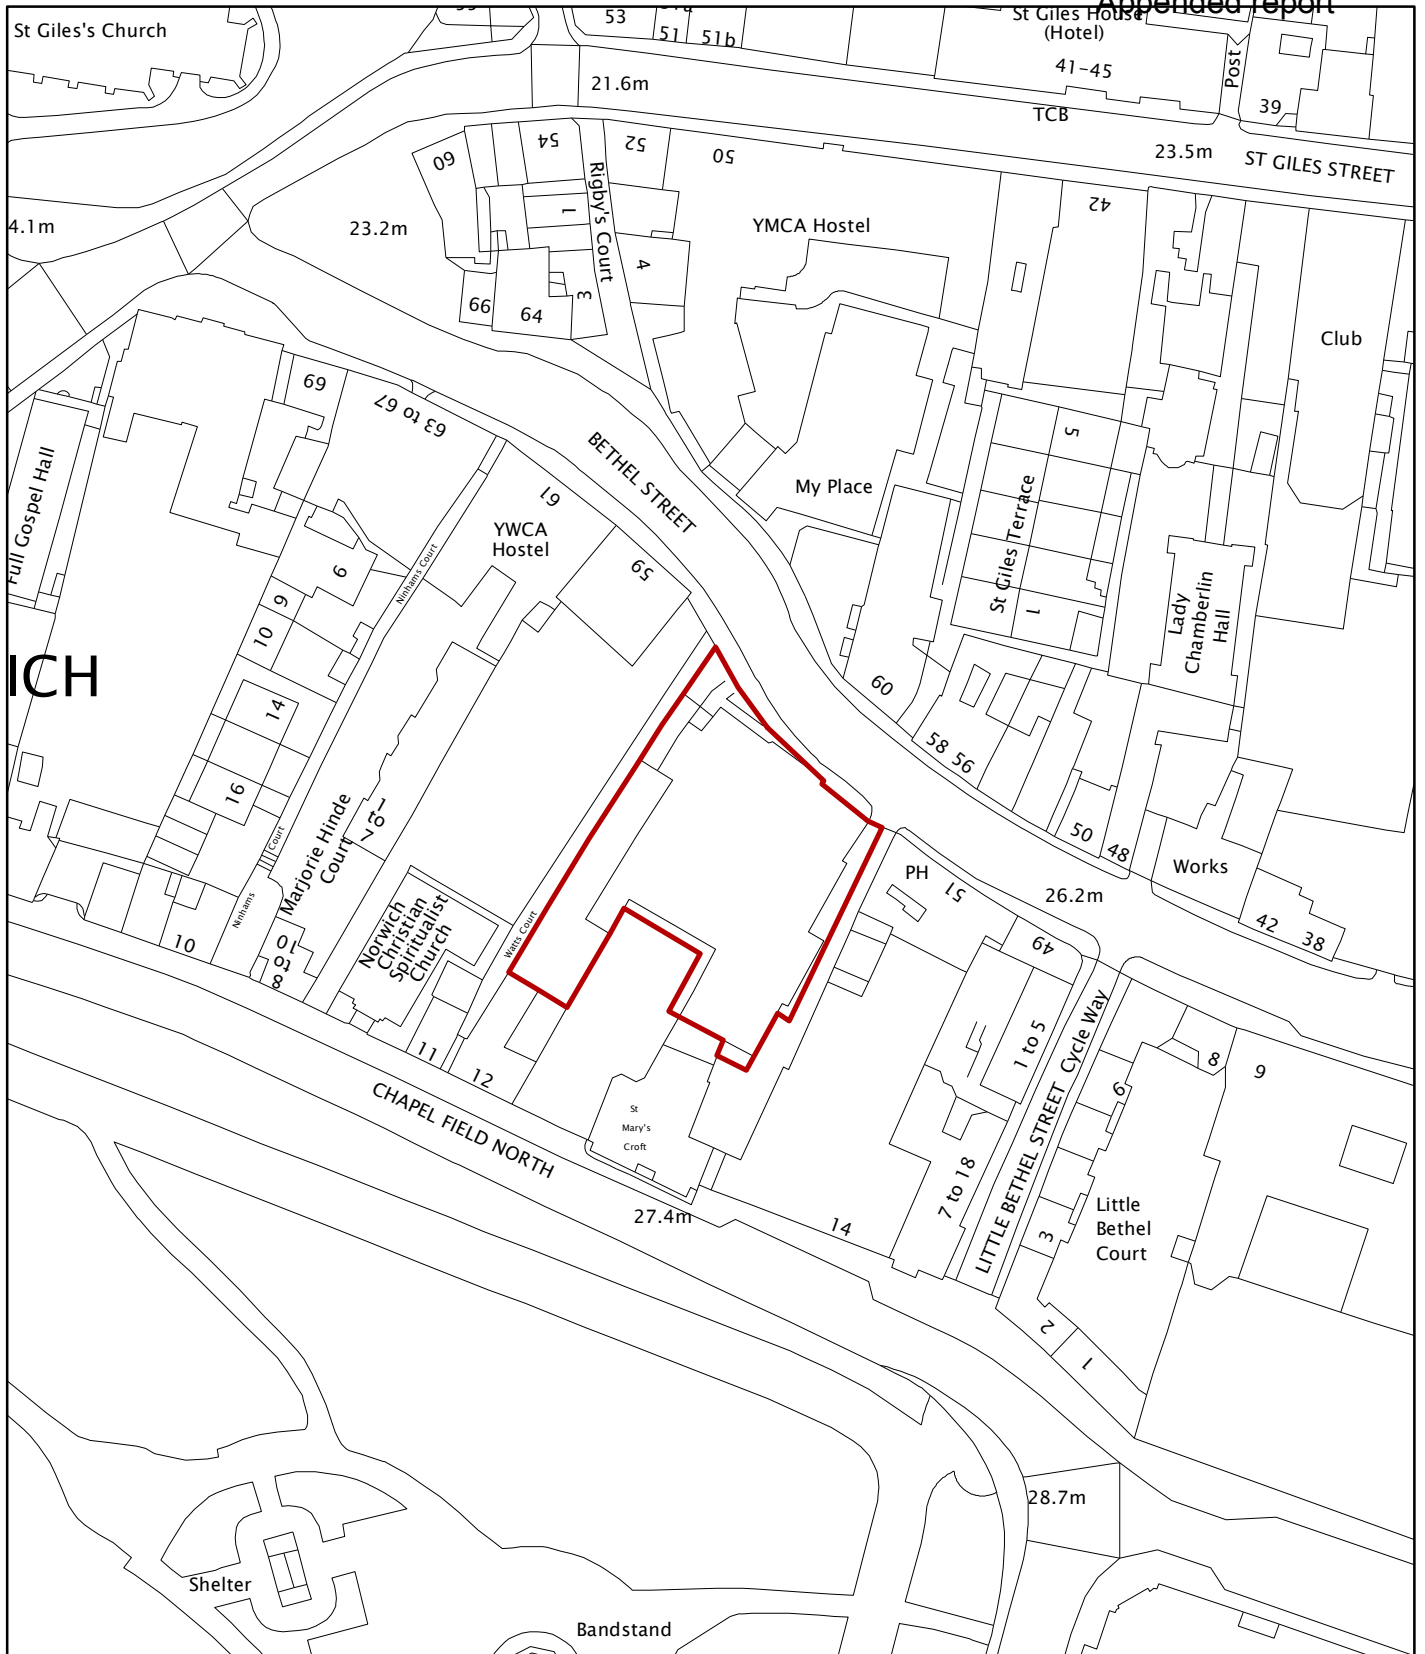 Appended report
St Giles's Church
53
51
51b
St Giles House
(Hotel)
41-45
Post
39
21.6m
TCB
23.5m
ST GILES STREET
60
54
52
50
Rigby's Court
1
4
3
66
64
42
4.1m
23.2m
YMCA Hostel
Club
69
63 to 67
BETHEL STREET
My Place
5
St Giles Terrace
1
Full Gospel Hall
61
YWCA
Hostel
59
Ninhams Court
6
9
10
14
16
ICH
Lady
Chamberlin
Hall
60
58
56
50
48
Works
42
38
26.2m
PH
51
49
Marjorie Hinde
Court
1
to
7
Ninhams
Court
10
10
to
8
Norwich
Christian
Spiritualist
Church
Watts Court
11
12
CHAPEL FIELD NORTH
St
Mary's
Croft
27.4m
14
1 to 5
7 to 18
LITTLE BETHEL STREET
Cycle Way
8
9
6
3
Little
Bethel
Court
2
1
28.7m
Shelter
Bandstand